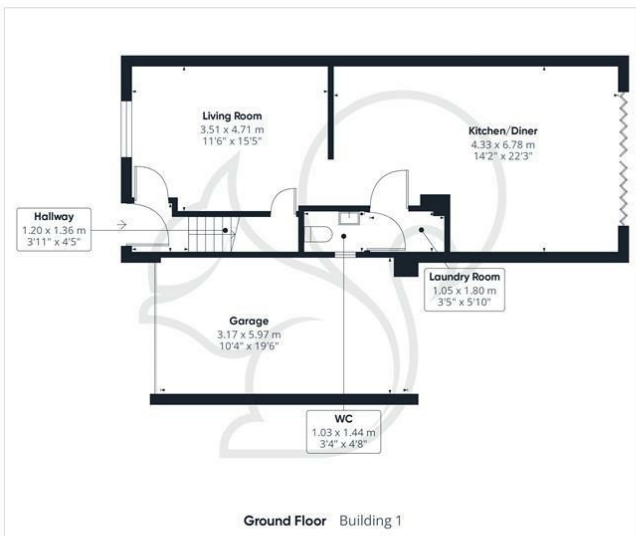 Living Room
3.51 x 4.71 m
11'6" x 15'5"
Kitchen/Diner
4.33 x 6.78 m
14'2" x 22'3"
Hallway
1.20 x 1.36 m
3'11" x 4'5"
Laundry Room
1.05 x 1.80 m
3'5" x 5'10"
Garage
3.17 x 5.97 m
10'4" x 19'6"
WC
1.03 x 1.44 m
3'4" x 4'8"
Ground Floor Building 1